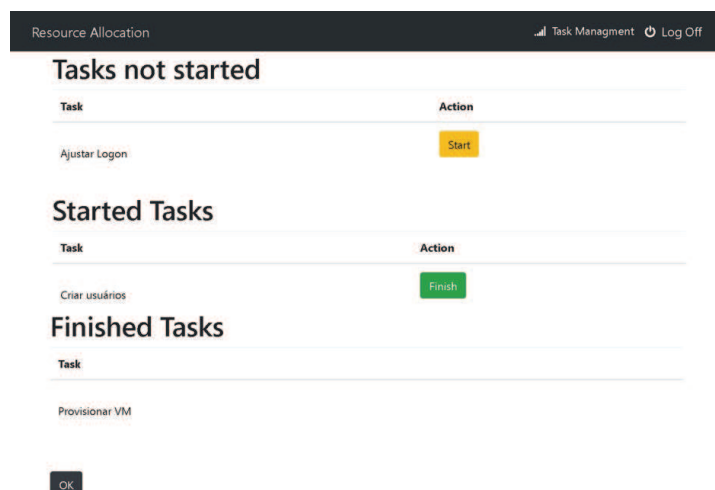 Resource Allocation Task Managment Log Off
Tasks not started
Task Action
Ajustar Logon Start
Started Tasks
Task Action
Criar usuários Finish
Finished Tasks
Task
Provisionar VM
OK